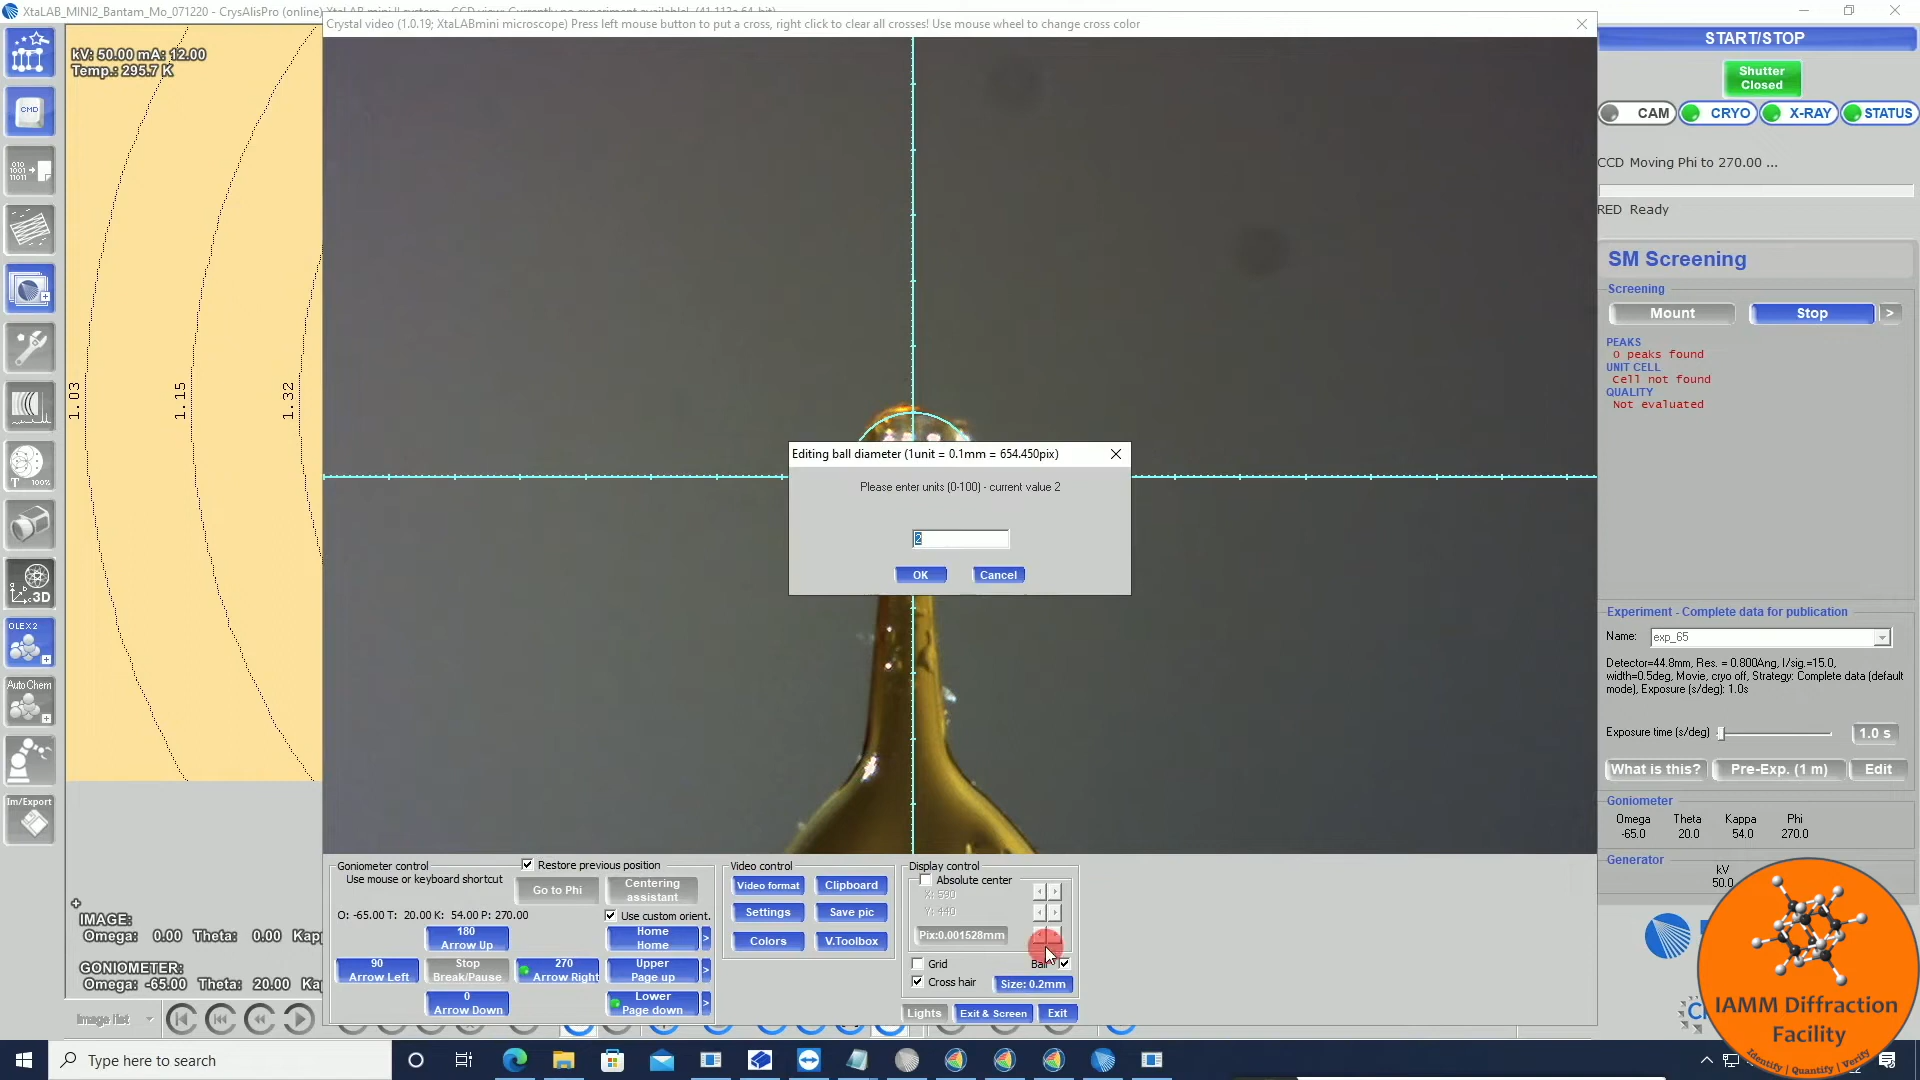 XtaLAB_MINI2_Bantam_Mo_071220 - CrysAlisPro (online)
Crystal video (1.0.19; XtaLABmini microscope) Press left mouse button to put a cross, right click to clear all crosses! Use mouse wheel to change cross color
START/STOP
kV: 50.00 mA: 12.00
Temp.: 295.7 K
Shutter
Closed
CAM
CRYO
X-RAY
STATUS
CMD
CCD Moving Phi to 270.00 ...
RED Ready
SM Screening
Screening
Mount
Stop
>
PEAKS
0 peaks found
UNIT CELL
Cell not found
QUALITY
Not evaluated
1.03
1.15
1.32
Editing ball diameter (1unit = 0.1mm = 654.450pix)
Please enter units (0-100) - current value 2
2
OK
Cancel
T 100%
3D
OLEX2
AutoChem
Im/Export
Experiment - Complete data for publication
Name:
exp_65
Detector=44.8mm, Res. = 0.800Ang, I/sig.=15.0,
width=0.5deg, Movie, cryo off, Strategy: Complete data (default
mode), Exposure (s/deg): 1.0s
Exposure time (s/deg)
1.0 s
What is this?
Pre-Exp. (1 m)
Edit
Goniometer
Omega Theta Kappa Phi
-65.0 20.0 54.0 270.0
Generator
kV
50.0
Goniometer control
Restore previous position
Use mouse or keyboard shortcut
Go to Phi
Centering
assistant
O: -65.00 T: 20.00 K: 54.00 P: 270.00
Use custom orient.
180
Arrow Up
Home
Home
>
90
Arrow Left
Stop
Break/Pause
270
Arrow Right
Upper
Page up
>
0
Arrow Down
Lower
Page down
>
Video control
Video format
Clipboard
Settings
Save pic
Colors
V.Toolbox
Display control
Absolute center
X: 590
Y: 440
Pix:0.001528mm
Grid
Ball
Cross hair
Size: 0.2mm
Lights
Exit & Screen
Exit
IMAGE:
Omega: 0.00 Theta: 0.00
GONIOMETER:
Omega: -65.00 Theta: 20.00
Image list
IAMM Diffraction
Facility
Identify | Quantify | Verify
Type here to search